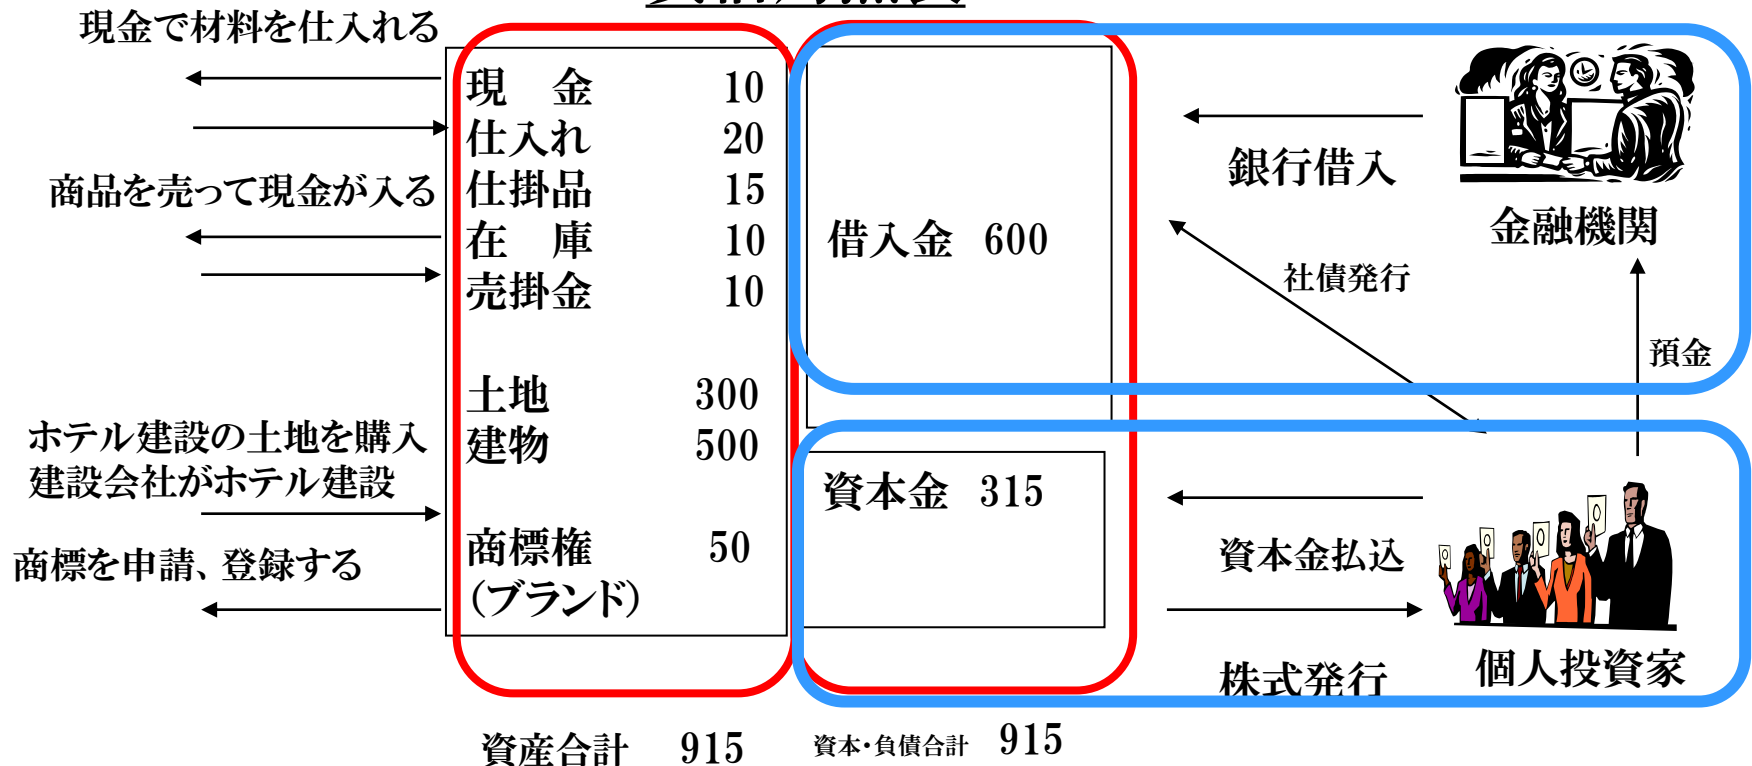 現金で材料を仕入れる
商品を売って現金が入る
ホテル建設の土地を購入
建設会社がホテル建設
商標を申請、登録する
現 金 10
仕入れ 20
仕掛品 15
在 庫 10
売掛金 10
土地 300
建物 500
商標権 50
(ブランド)
資産合計 915
借入金 600
資本金 315
資本・負債合計 915
銀行借入
金融機関
社債発行
預金
資本金払込
株式発行
個人投資家